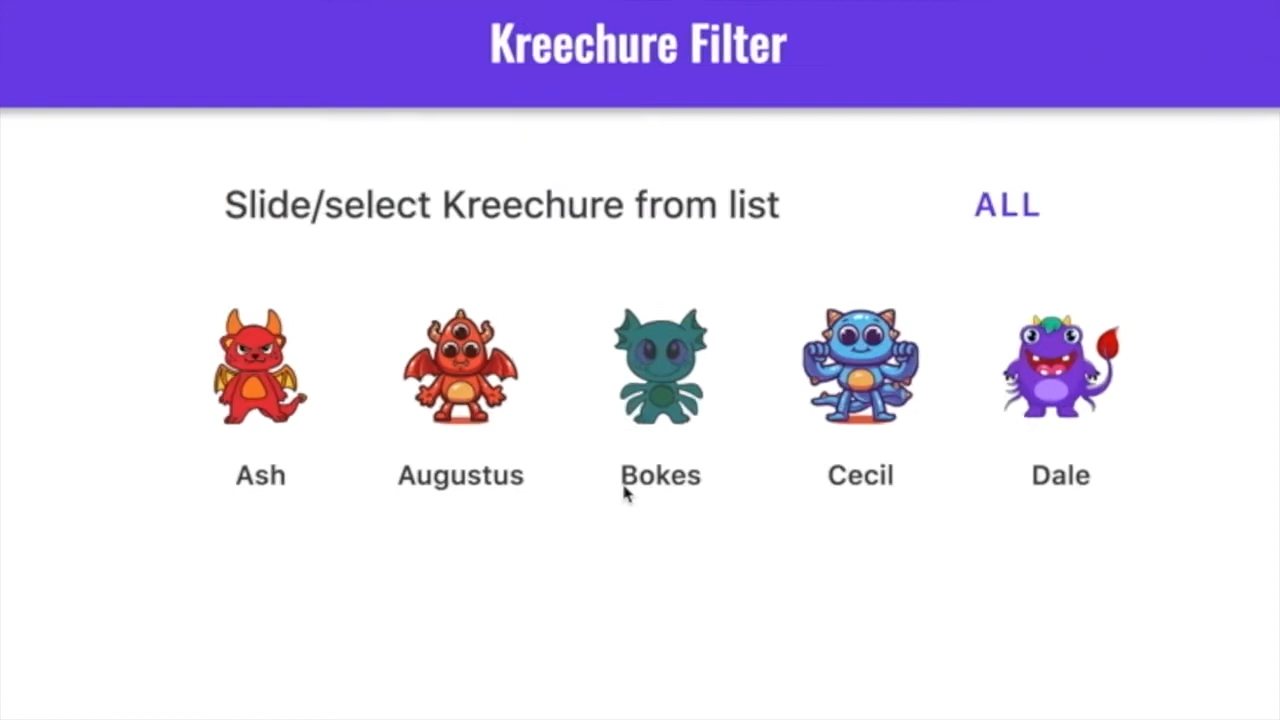 Kreechure Filter
Slide/select Kreechure from list
ALL
Ash
Augustus
Bokes
Cecil
Dale